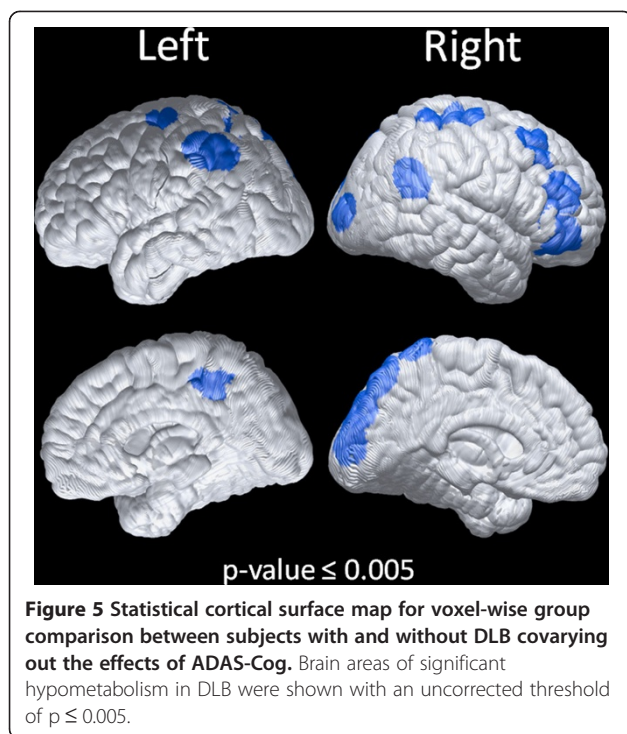 Left Right
p-value ≤ 0.005
Figure 5 Statistical cortical surface map for voxel-wise group
comparison between subjects with and without DLB covarying
out the effects of ADAS-Cog. Brain areas of significant
hypometabolism in DLB were shown with an uncorrected threshold
of p ≤ 0.005.